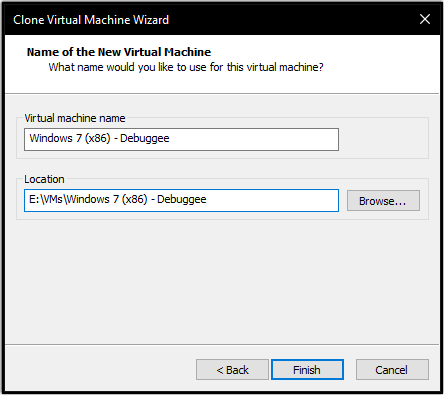 Clone Virtual Machine Wizard
Name of the New Virtual Machine
What name would you like to use for this virtual machine?
Virtual machine name
Windows 7 (x86) - Debuggee
Location
E:\VMs\Windows 7 (x86) - Debuggee
Browse...
< Back
Finish
Cancel